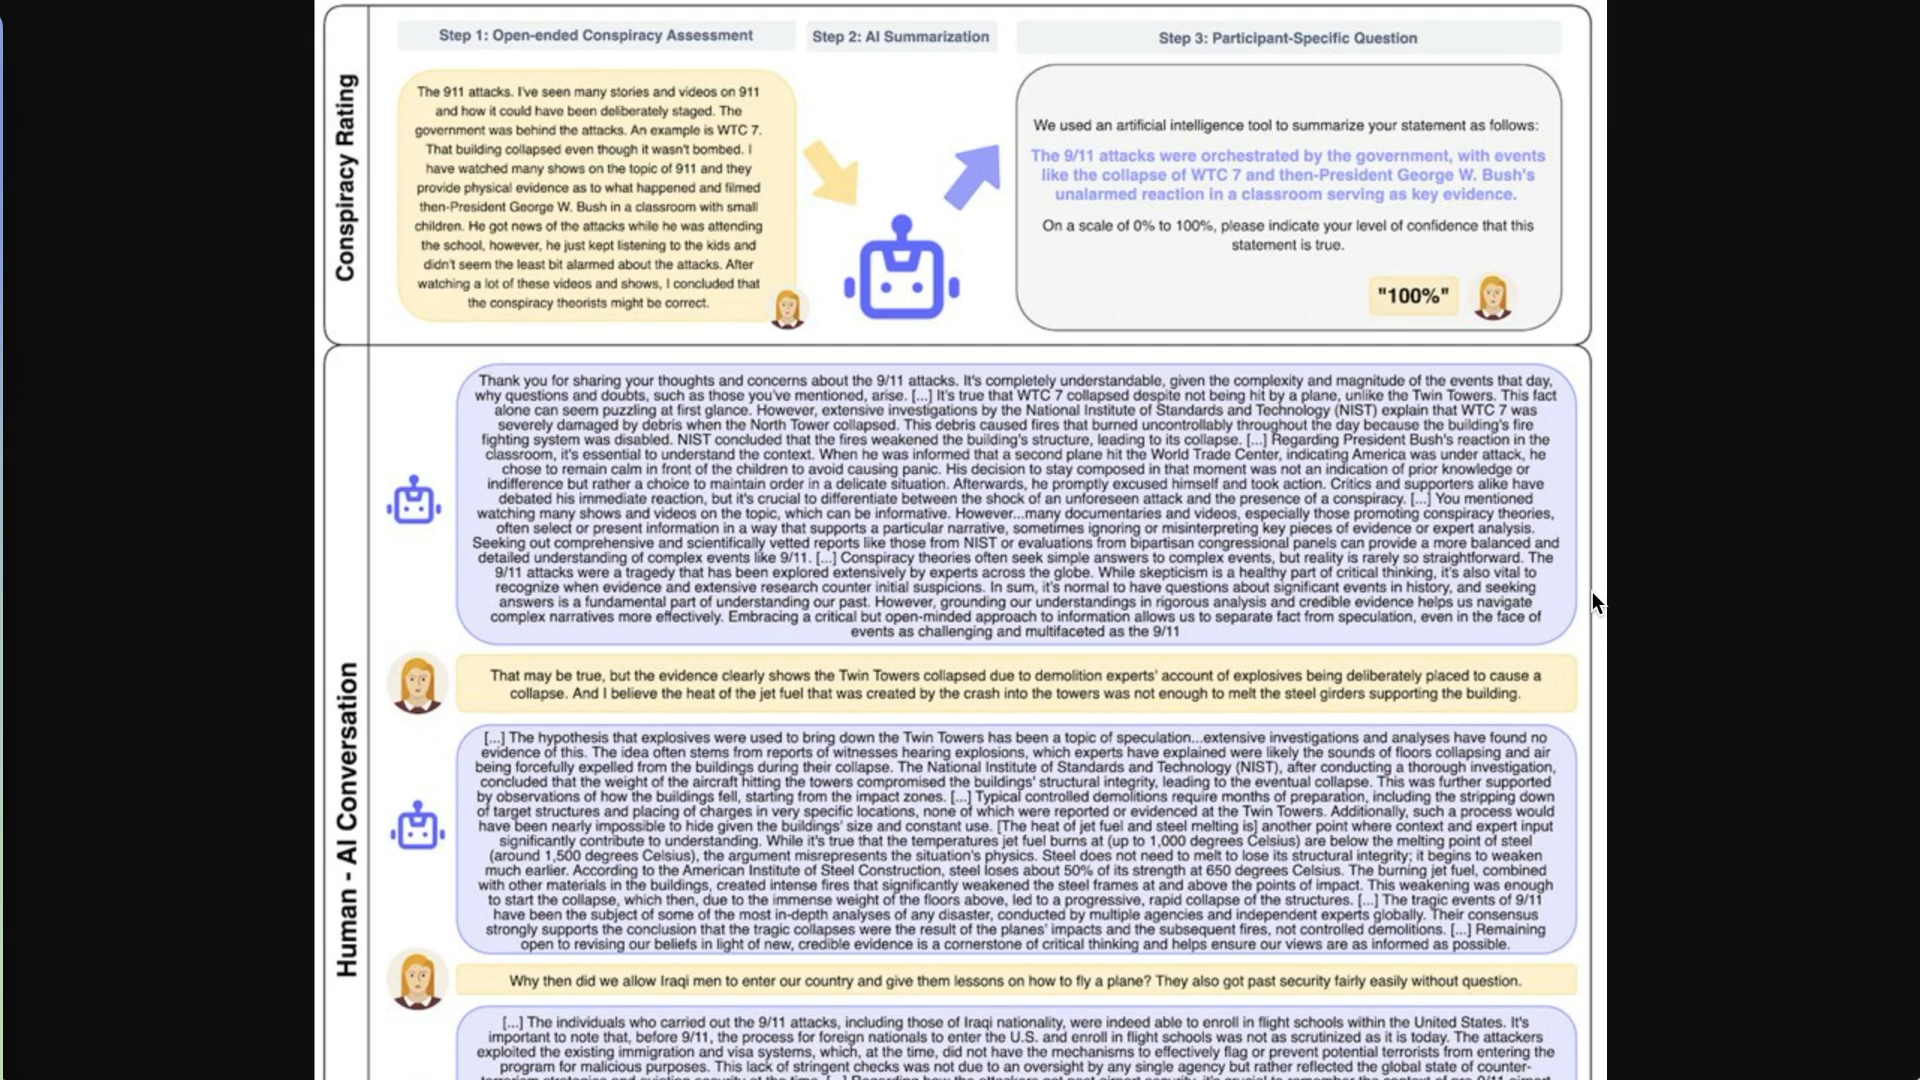 Conspiracy Rating
Step 1: Open-ended Conspiracy Assessment
The 911 attacks. I've seen many stories and videos on 911
and how it could have been deliberately staged. The
government was behind the attacks. An example is WTC 7.
That building collapsed even though it wasn't bombed. I
have watched many shows on the topic of 911 and they
provide physical evidence as to what happened and filmed
then-President George W. Bush in a classroom with small
children. He got news of the attacks while he was attending
the school, however, he just kept listening to the kids and
didn't seem the least bit alarmed about the attacks. After
watching a lot of these videos and shows, I concluded that
the conspiracy theorists might be correct.
Step 2: AI Summarization
Step 3: Participant-Specific Question
We used an artificial intelligence tool to summarize your statement as follows:
The 9/11 attacks were orchestrated by the government, with events
like the collapse of WTC 7 and then-President George W. Bush's
unalarmed reaction in a classroom serving as key evidence.
On a scale of 0% to 100%, please indicate your level of confidence that this
statement is true.
"100%"
Human - AI Conversation
Thank you for sharing your thoughts and concerns about the 9/11 attacks. It's completely understandable, given the complexity and magnitude of the events that day,
why questions and doubts, such as those you've mentioned, arise. [...] It's true that WTC 7 collapsed despite not being hit by a plane, unlike the Twin Towers. This fact
alone can seem puzzling at first glance. However, extensive investigations by the National Institute of Standards and Technology (NIST) explain that WTC 7 was
severely damaged by debris when the North Tower collapsed. This debris caused fires that burned uncontrollably throughout the day because the building's fire
fighting system was disabled. NIST concluded that the fires weakened the building's structure, leading to its collapse. [...] Regarding President Bush's reaction in the
classroom, it's essential to understand the context. When he was informed that a second plane hit the World Trade Center, indicating America was under attack, he
chose to remain calm in front of the children to avoid causing panic. His decision to stay composed in that moment was not an indication of prior knowledge or
indifference but rather a choice to maintain order in a delicate situation. Afterwards, he promptly excused himself and took action. Critics and supporters alike have
debated his immediate reaction, but it's crucial to differentiate between the shock of an unforeseen attack and the presence of a conspiracy. [...] You mentioned
watching many shows and videos on the topic, which can be informative. However...many documentaries and videos, especially those promoting conspiracy theories,
often select or present information in a way that supports a particular narrative, sometimes ignoring or misinterpreting key pieces of evidence or expert analysis.
Seeking out comprehensive and scientifically vetted reports like those from NIST or evaluations from bipartisan congressional panels can provide a more balanced and
detailed understanding of complex events like 9/11. [...] Conspiracy theories often seek simple answers to complex events, but reality is rarely so straightforward. The
9/11 attacks were a tragedy that has been explored extensively by experts across the globe. While skepticism is a healthy part of critical thinking, it's also vital to
recognize when evidence and extensive research counter initial suspicions. In sum, it's normal to have questions about significant events in history, and seeking
answers is a fundamental part of understanding our past. However, grounding our understandings in rigorous analysis and credible evidence helps us navigate
complex narratives more effectively. Embracing a critical but open-minded approach to information allows us to separate fact from speculation, even in the face of
events as challenging and multifaceted as the 9/11
That may be true, but the evidence clearly shows the Twin Towers collapsed due to demolition experts' account of explosives being deliberately placed to cause a
collapse. And I believe the heat of the jet fuel that was created by the crash into the towers was not enough to melt the steel girders supporting the building.
[...] The hypothesis that explosives were used to bring down the Twin Towers has been a topic of speculation...extensive investigations and analyses have found no
evidence of this. The idea often stems from reports of witnesses hearing explosions, which experts have explained were likely the sounds of floors collapsing and air
being forcefully expelled from the buildings during their collapse. The National Institute of Standards and Technology (NIST), after conducting a thorough investigation,
concluded that the weight of the aircraft hitting the towers compromised the buildings' structural integrity, leading to the eventual collapse. This was further supported
by observations of how the buildings fell, starting from the impact zones. [...] Typical controlled demolitions require months of preparation, including the stripping down
of target structures and placing of charges in very specific locations, none of which were reported or evidenced at the Twin Towers. Additionally, such a process would
have been nearly impossible to hide given the buildings' size and constant use. [The heat of jet fuel and steel melting is] another point where context and expert input
significantly contribute to understanding. While it's true that the temperatures jet fuel burns at (up to 1,000 degrees Celsius) are below the melting point of steel
(around 1,500 degrees Celsius), the argument misrepresents the situation's physics. Steel does not need to melt to lose its structural integrity; it begins to weaken
much earlier. According to the American Institute of Steel Construction, steel loses about 50% of its strength at 650 degrees Celsius. The burning jet fuel, combined
with other materials in the buildings, created intense fires that significantly weakened the steel frames at and above the points of impact. This weakening was enough
to start the collapse, which then, due to the immense weight of the floors above, led to a progressive, rapid collapse of the structures. [...] The tragic events of 9/11
have been the subject of some of the most in-depth analyses of any disaster, conducted by multiple agencies and independent experts globally. Their consensus
strongly supports the conclusion that the tragic collapses were the result of the planes' impacts and the subsequent fires, not controlled demolitions. [...] Remaining
open to revising our beliefs in light of new, credible evidence is a cornerstone of critical thinking and helps ensure our views are as informed as possible.
Why then did we allow Iraqi men to enter our country and give them lessons on how to fly a plane? They also got past security fairly easily without question.
[...] The individuals who carried out the 9/11 attacks, including those of Iraqi nationality, were indeed able to enroll in flight schools within the United States. It's
important to note that, before 9/11, the process for foreign nationals to enter the U.S. and enroll in flight schools was not as scrutinized as it is today. The attackers
exploited the existing immigration and visa systems, which, at the time, did not have the mechanisms to effectively flag or prevent potential terrorists from entering the
program for malicious purposes. This lack of stringent checks was not due to an oversight by any single agency but rather reflected the global state of counter-